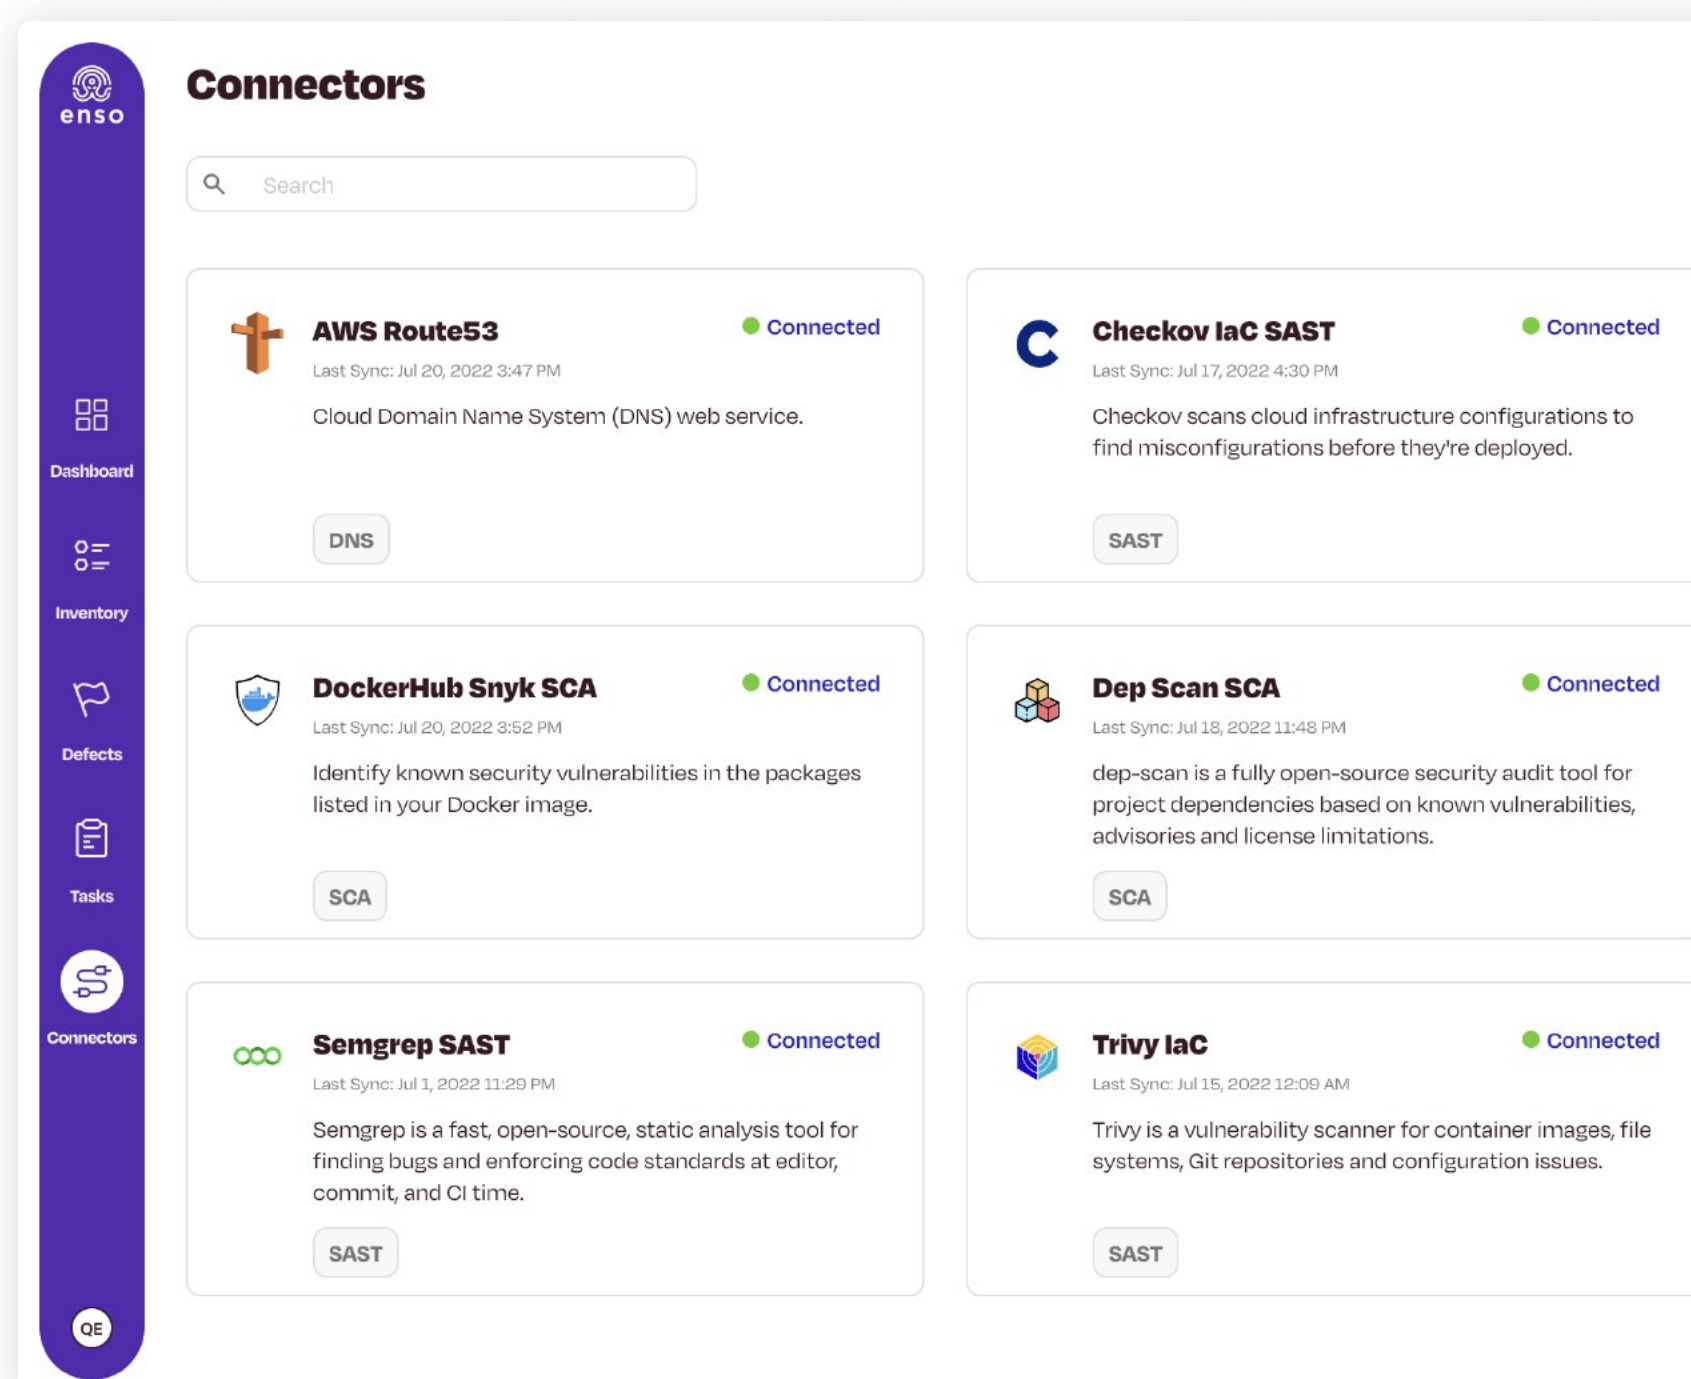 enso
Connectors
Search
AWS Route53
Connected
Last Sync: Jul 20, 2022 3:47 PM
Cloud Domain Name System (DNS) web service.
DNS
Checkov IaC SAST
Connected
Last Sync: Jul 17, 2022 4:30 PM
Checkov scans cloud infrastructure configurations to
find misconfigurations before they're deployed.
SAST
DockerHub Snyk SCA
Connected
Last Sync: Jul 20, 2022 3:52 PM
Identify known security vulnerabilities in the packages
listed in your Docker image.
SCA
Dep Scan SCA
Connected
Last Sync: Jul 18, 2022 11:48 PM
dep-scan is a fully open-source security audit tool for
project dependencies based on known vulnerabilities,
advisories and license limitations.
SCA
Semgrep SAST
Connected
Last Sync: Jul 1, 2022 11:29 PM
Semgrep is a fast, open-source, static analysis tool for
finding bugs and enforcing code standards at editor,
commit, and CI time.
SAST
Trivy IaC
Connected
Last Sync: Jul 15, 2022 12:09 AM
Trivy is a vulnerability scanner for container images, file
systems, Git repositories and configuration issues.
SAST
Dashboard
Inventory
Defects
Tasks
Connectors
QE